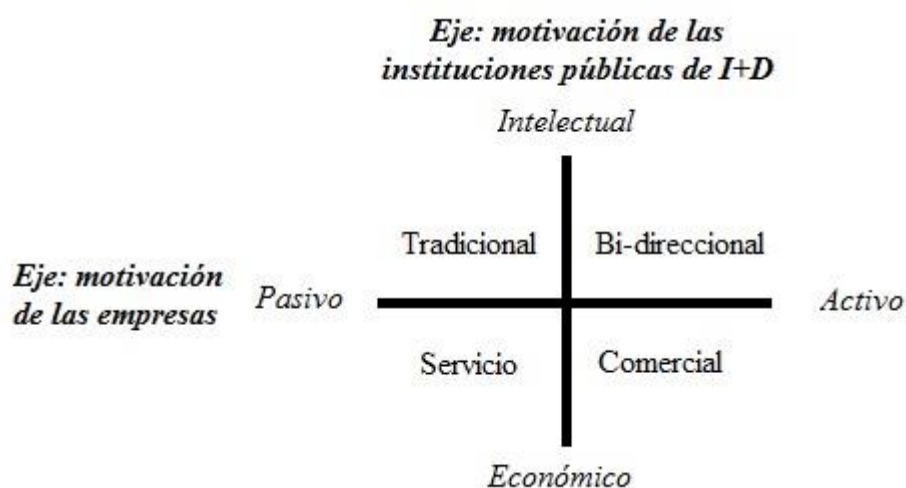 Eje: motivación de las
instituciones públicas de I+D
Intelectual
Tradicional
Bi-direccional
Eje: motivación
de las empresas
Pasivo
Activo
Servicio
Comercial
Económico